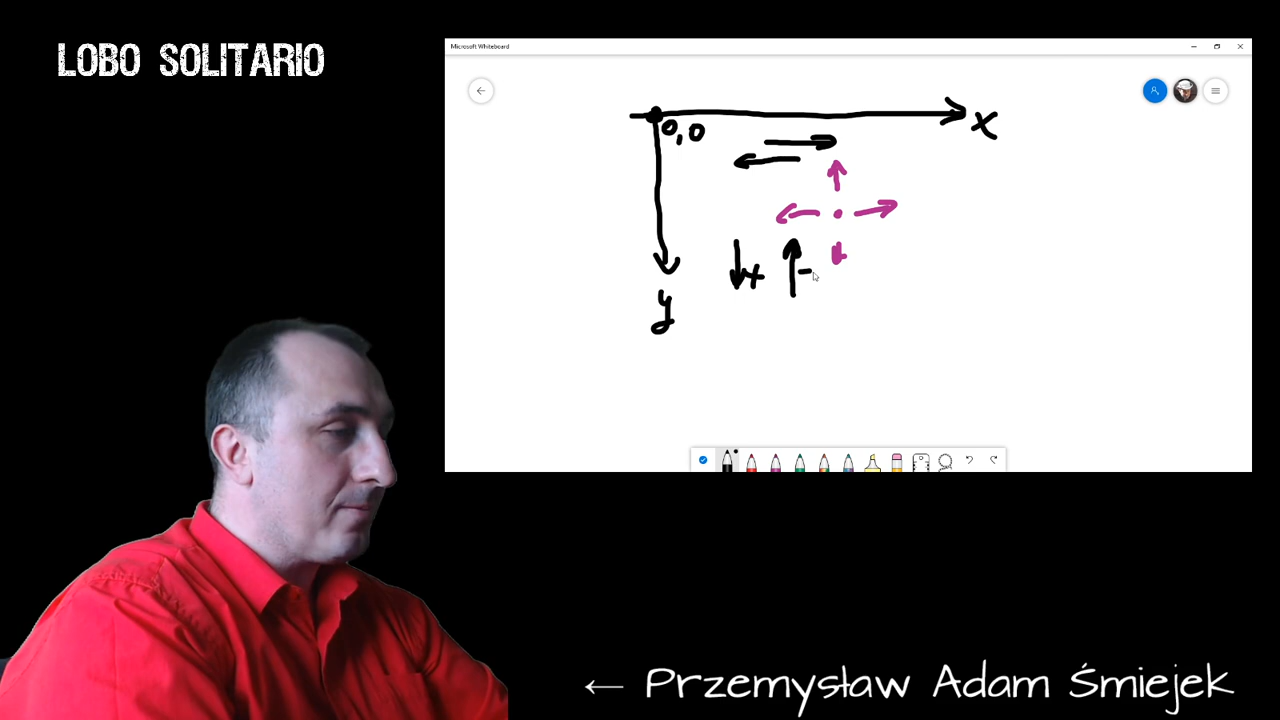 LOBO SOLITARIO
Microsoft Whiteboard
0,0
x
+
-
y
← Przemysław Adam Śmiejek